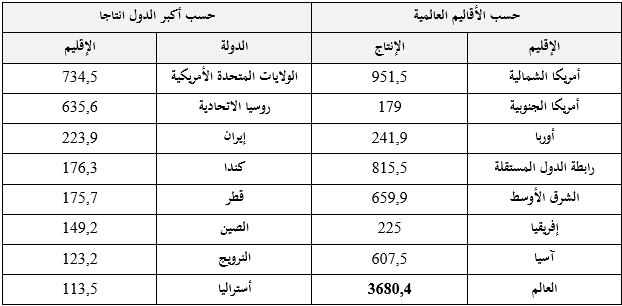 حسب الأقاليم العالمية حسب أكبر الدول انتاجا
الإقليم الإنتاج الدولة الإقليم
أمريكا الشمالية 951,5 الولايات المتحدة الأمريكية 734,5
أمريكا الجنوبية 179 روسيا الاتحادية 635,6
أوربا 241,9 إيران 223,9
رابطة الدول المستقلة 815,5 كندا 176,3
الشرق الأوسط 659,9 قطر 175,7
إفريقيا 225 الصين 149,2
آسيا 607,5 النرويج 123,2
العالم 3680,4 أستراليا 113,5